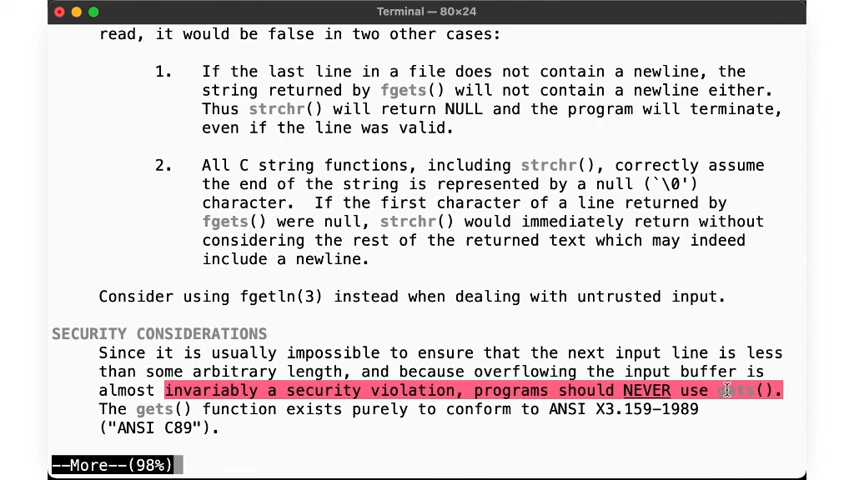 Terminal — 80×24
read, it would be false in two other cases:
1. If the last line in a file does not contain a newline, the
string returned by fgets() will not contain a newline either.
Thus strchr() will return NULL and the program will terminate,
even if the line was valid.
2. All C string functions, including strchr(), correctly assume
the end of the string is represented by a null (`\0')
character. If the first character of a line returned by
fgets() were null, strchr() would immediately return without
considering the rest of the returned text which may indeed
include a newline.
Consider using fgetln(3) instead when dealing with untrusted input.
SECURITY CONSIDERATIONS
Since it is usually impossible to ensure that the next input line is less
than some arbitrary length, and because overflowing the input buffer is
almost invariably a security violation, programs should NEVER use gets().
The gets() function exists purely to conform to ANSI X3.159-1989
("ANSI C89").
--More--(98%)